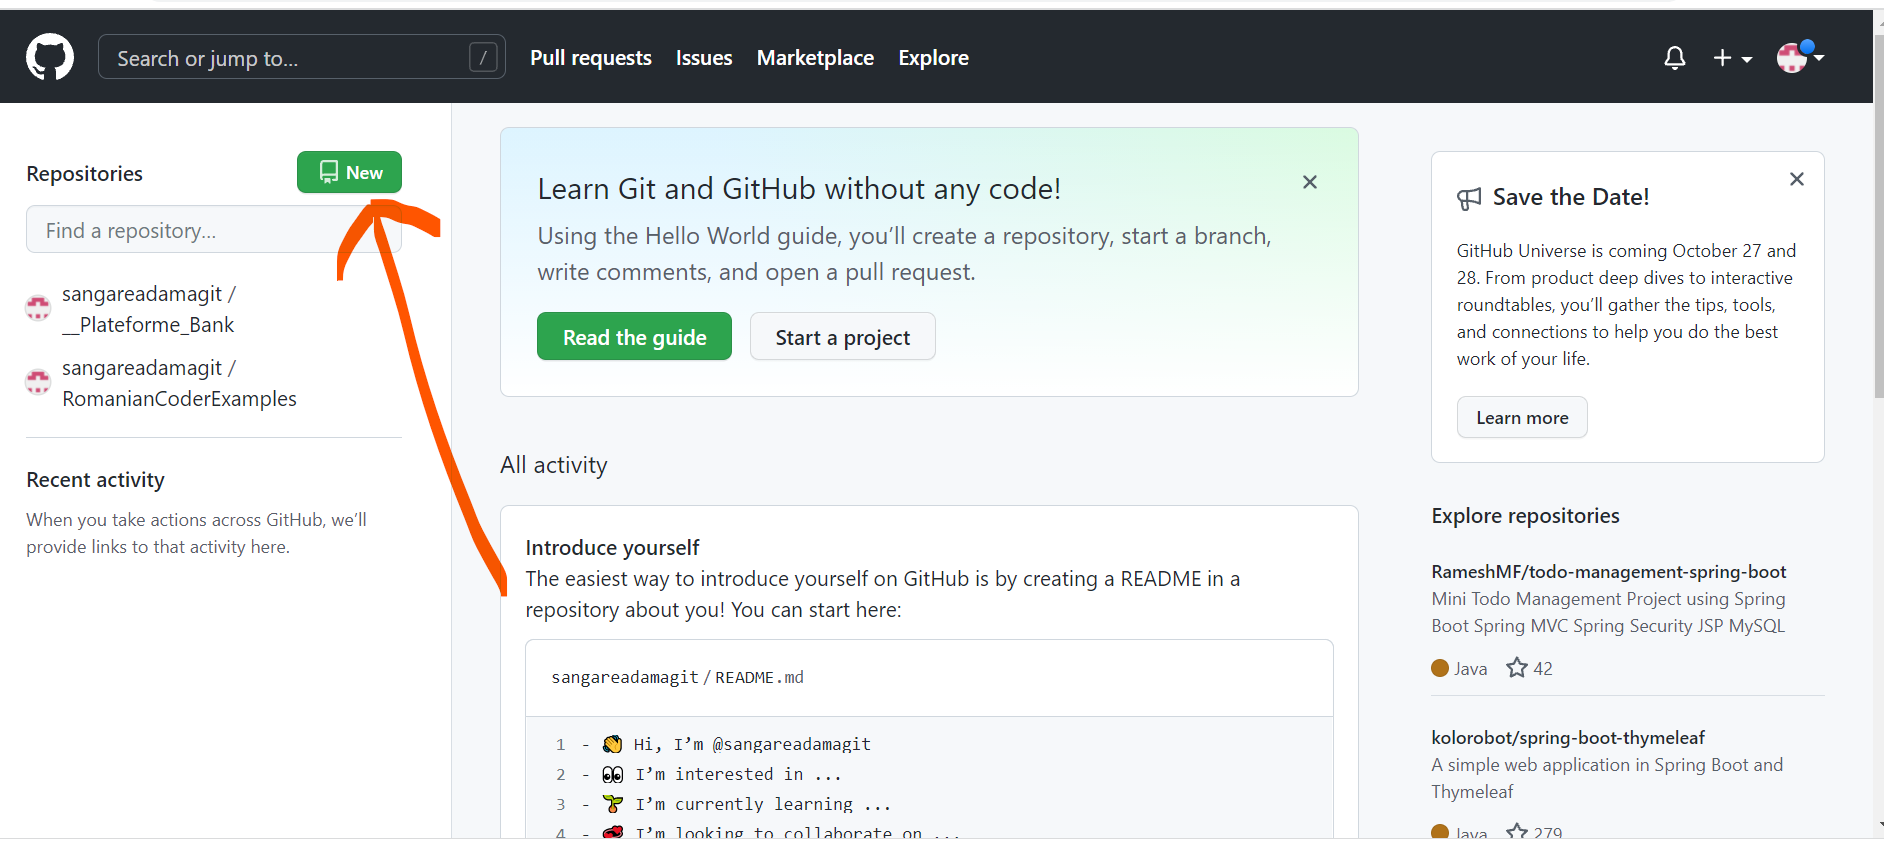 Search or jump to... /
Pull requests Issues Marketplace Explore
Repositories
New
Find a repository...
sangareadamagit /
__Plateforme_Bank
sangareadamagit /
RomanianCoderExamples
Recent activity
When you take actions across GitHub, we’ll
provide links to that activity here.
Learn Git and GitHub without any code!
Using the Hello World guide, you’ll create a repository, start a branch,
write comments, and open a pull request.
Read the guide
Start a project
All activity
Introduce yourself
The easiest way to introduce yourself on GitHub is by creating a README in a
repository about you! You can start here:
sangareadamagit / README.md
1 - 👋 Hi, I’m @sangareadamagit
2 - 👀 I’m interested in ...
3 - 🌱 I’m currently learning ...
4 - 💞️ I’m looking to collaborate on ...
Save the Date!
GitHub Universe is coming October 27 and
28. From product deep dives to interactive
roundtables, you’ll gather the tips, tools,
and connections to help you do the best
work of your life.
Learn more
Explore repositories
RameshMF/todo-management-spring-boot
Mini Todo Management Project using Spring
Boot Spring MVC Spring Security JSP MySQL
Java 42
kolorobot/spring-boot-thymeleaf
A simple web application in Spring Boot and
Thymeleaf
Java 279